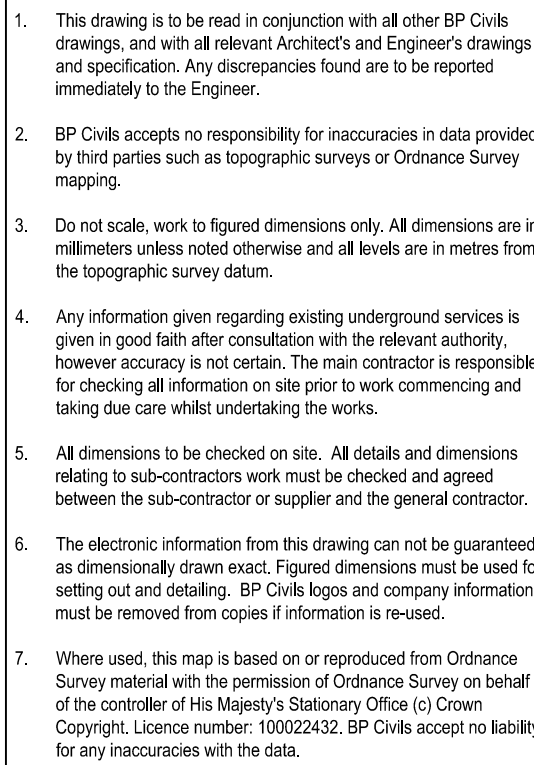 1. This drawing is to be read in conjunction with all other BP Civils
drawings, and with all relevant Architect's and Engineer's drawings
and specification. Any discrepancies found are to be reported
immediately to the Engineer.
2. BP Civils accepts no responsibility for inaccuracies in data provided
by third parties such as topographic surveys or Ordnance Survey
mapping.
3. Do not scale, work to figured dimensions only. All dimensions are in
millimeters unless noted otherwise and all levels are in metres from
the topographic survey datum.
4. Any information given regarding existing underground services is
given in good faith after consultation with the relevant authority,
however accuracy is not certain. The main contractor is responsible
for checking all information on site prior to work commencing and
taking due care whilst undertaking the works.
5. All dimensions to be checked on site. All details and dimensions
relating to sub-contractors work must be checked and agreed
between the sub-contractor or supplier and the general contractor.
6. The electronic information from this drawing can not be guaranteed
as dimensionally drawn exact. Figured dimensions must be used for
setting out and detailing. BP Civils logos and company information
must be removed from copies if information is re-used.
7. Where used, this map is based on or reproduced from Ordnance
Survey material with the permission of Ordnance Survey on behalf
of the controller of His Majesty's Stationary Office (c) Crown
Copyright. Licence number: 100022432. BP Civils accept no liability
for any inaccuracies with the data.